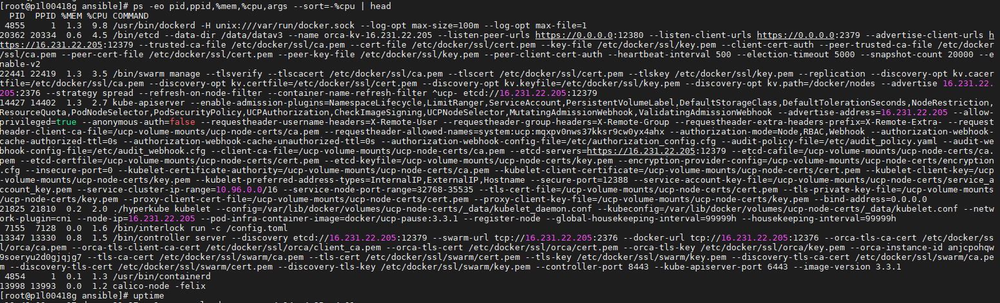 [root@p1l00418g ansible]# ps -eo pid,ppid,%mem,%cpu,args --sort=-%cpu | head
  PID  PPID %MEM %CPU COMMAND
 4855     1  1.3  9.8 /usr/bin/dockerd -H unix:///var/run/docker.sock --log-opt max-size=100m --log-opt max-file=1
20362 20334  0.6  4.5 /bin/etcd --data-dir /data/datav3 --name orca-kv-16.231.22.205 --listen-peer-urls https://0.0.0.0:12380 --listen-client-urls https://0.0.0.0:2379 --advertise-client-urls h
ttps://16.231.22.205:12379 --trusted-ca-file /etc/docker/ssl/ca.pem --cert-file /etc/docker/ssl/cert.pem --key-file /etc/docker/ssl/key.pem --client-cert-auth --peer-trusted-ca-file /etc/docker
/ssl/ca.pem --peer-cert-file /etc/docker/ssl/cert.pem --peer-key-file /etc/docker/ssl/key.pem --peer-client-cert-auth --heartbeat-interval 500 --election-timeout 5000 --snapshot-count 20000 --e
nable-v2
22441 22419  1.3  3.5 /bin/swarm manage --tlsverify --tlscacert /etc/docker/ssl/ca.pem --tlscert /etc/docker/ssl/cert.pem --tlskey /etc/docker/ssl/key.pem --replication --discovery-opt kv.cacer
tfile=/etc/docker/ssl/ca.pem --discovery-opt kv.certfile=/etc/docker/ssl/cert.pem --discovery-opt kv.keyfile=/etc/docker/ssl/key.pem --discovery-opt kv.path=/docker/nodes --advertise 16.231.22.
205:2376 --strategy spread --refresh-on-node-filter --container-name-refresh-filter ^ucp- etcd://16.231.22.205:12379
14427 14402  1.3  2.7 kube-apiserver --enable-admission-plugins=NamespaceLifecycle,LimitRanger,ServiceAccount,PersistentVolumeLabel,DefaultStorageClass,DefaultTolerationSeconds,NodeRestriction,
ResourceQuota,PodNodeSelector,PodSecurityPolicy,UCPAuthorization,CheckImageSigning,UCPNodeSelector,MutatingAdmissionWebhook,ValidatingAdmissionWebhook --advertise-address=16.231.22.205 --allow-
privileged=true --anonymous-auth=false --requestheader-username-headers=X-Remote-User --requestheader-group-headers=X-Remote-Group --requestheader-extra-headers-prefix=X-Remote-Extra- --request
header-client-ca-file=/ucp-volume-mounts/ucp-node-certs/ca.pem --requestheader-allowed-names=system:ucp:mqxpv0nws37kksr9cw0yx4ahx --authorization-mode=Node,RBAC,Webhook --authorization-webhook-
cache-authorized-ttl=0s --authorization-webhook-cache-unauthorized-ttl=0s --authorization-webhook-config-file=/etc/authorization_config.cfg --audit-policy-file=/etc/audit_policy.yaml --audit-we
bhook-config-file=/etc/audit_webhook.cfg --client-ca-file=/ucp-volume-mounts/ucp-node-certs/ca.pem --etcd-servers=https://16.231.22.205:12379 --etcd-cafile=/ucp-volume-mounts/ucp-node-certs/ca.
pem --etcd-certfile=/ucp-volume-mounts/ucp-node-certs/cert.pem --etcd-keyfile=/ucp-volume-mounts/ucp-node-certs/key.pem --encryption-provider-config=/ucp-volume-mounts/ucp-node-certs/encryption
.cfg --insecure-port=0 --kubelet-certificate-authority=/ucp-volume-mounts/ucp-node-certs/ca.pem --kubelet-client-certificate=/ucp-volume-mounts/ucp-node-certs/cert.pem --kubelet-client-key=/ucp
-volume-mounts/ucp-node-certs/key.pem --kubelet-preferred-address-types=InternalIP,ExternalIP,Hostname --secure-port=12388 --service-account-key-file=/ucp-volume-mounts/ucp-node-certs/service_a
ccount_key.pem --service-cluster-ip-range=10.96.0.0/16 --service-node-port-range=32768-35535 --tls-cert-file=/ucp-volume-mounts/ucp-node-certs/cert.pem --tls-private-key-file=/ucp-volume-mounts
/ucp-node-certs/key.pem --proxy-client-cert-file=/ucp-volume-mounts/ucp-node-certs/cert.pem --proxy-client-key-file=/ucp-volume-mounts/ucp-node-certs/key.pem --bind-address=0.0.0.0
21825 21810  0.2  2.0 ./hyperkube kubelet --config=/var/lib/docker/volumes/ucp-node-certs/_data/kubelet_daemon.conf --kubeconfig=/var/lib/docker/volumes/ucp-node-certs/_data/kubelet.conf --netw
ork-plugin=cni --node-ip=16.231.22.205 --pod-infra-container-image=docker/ucp-pause:3.3.1 --register-node --global-housekeeping-interval=99999h --housekeeping-interval=99999h
 7155  7128  0.0  1.6 /bin/interlock run -c /config.toml
13347 13330  0.8  1.5 /bin/controller server --discovery etcd://16.231.22.205:12379 --swarm-url tcp://16.231.22.205:2376 --docker-url tcp://16.231.22.205:12376 --orca-tls-ca-cert /etc/docker/ss
l/orca/ca.pem --orca-tls-client-ca-cert /etc/docker/ssl/orca/client_ca.pem --orca-tls-cert /etc/docker/ssl/orca/cert.pem --orca-tls-key /etc/docker/ssl/orca/key.pem --orca-instance-id anjcpohqw
9soeryu2d0gjqjg7 --tls-ca-cert /etc/docker/ssl/swarm/ca.pem --tls-cert /etc/docker/ssl/swarm/cert.pem --tls-key /etc/docker/ssl/swarm/key.pem --discovery-tls-ca-cert /etc/docker/ssl/swarm/ca.pe
m --discovery-tls-cert /etc/docker/ssl/swarm/cert.pem --discovery-tls-key /etc/docker/ssl/swarm/key.pem --controller-port 8443 --kube-apiserver-port 6443 --image-version 3.3.1
 4854     1  0.1  1.3 /usr/bin/containerd
13998 13993  0.0  1.2 calico-node -felix
[root@p1l00418g ansible]# uptime